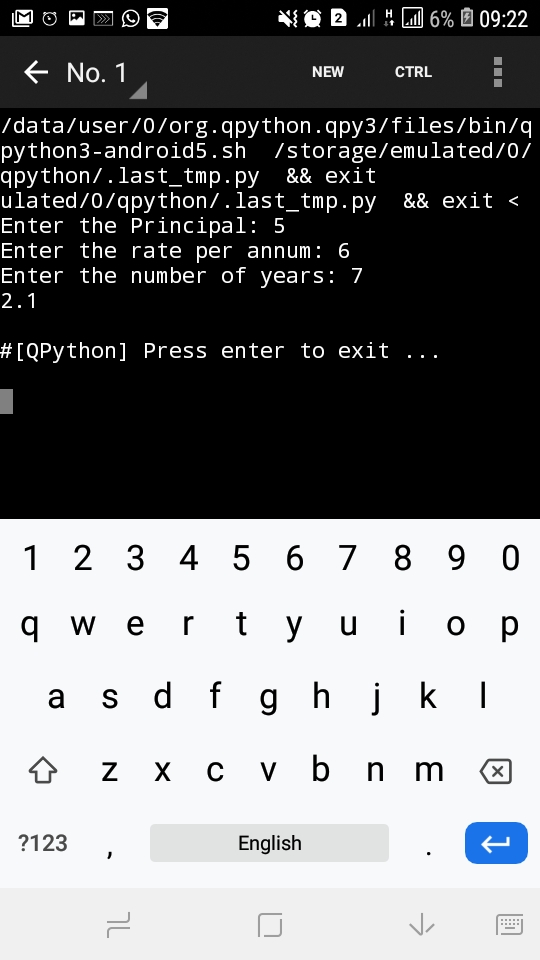 2 H 6% 09:22
No. 1 NEW CTRL
/data/user/0/org.qpython.qpy3/files/bin/q
python3-android5.sh  /storage/emulated/0/
qpython/.last_tmp.py  && exit
ulated/0/qpython/.last_tmp.py  && exit <
Enter the Principal: 5
Enter the rate per annum: 6
Enter the number of years: 7
2.1
#[QPython] Press enter to exit ...
1 2 3 4 5 6 7 8 9 0
q w e r t y u i o p
a s d f g h j k l
z x c v b n m
?123 , English .